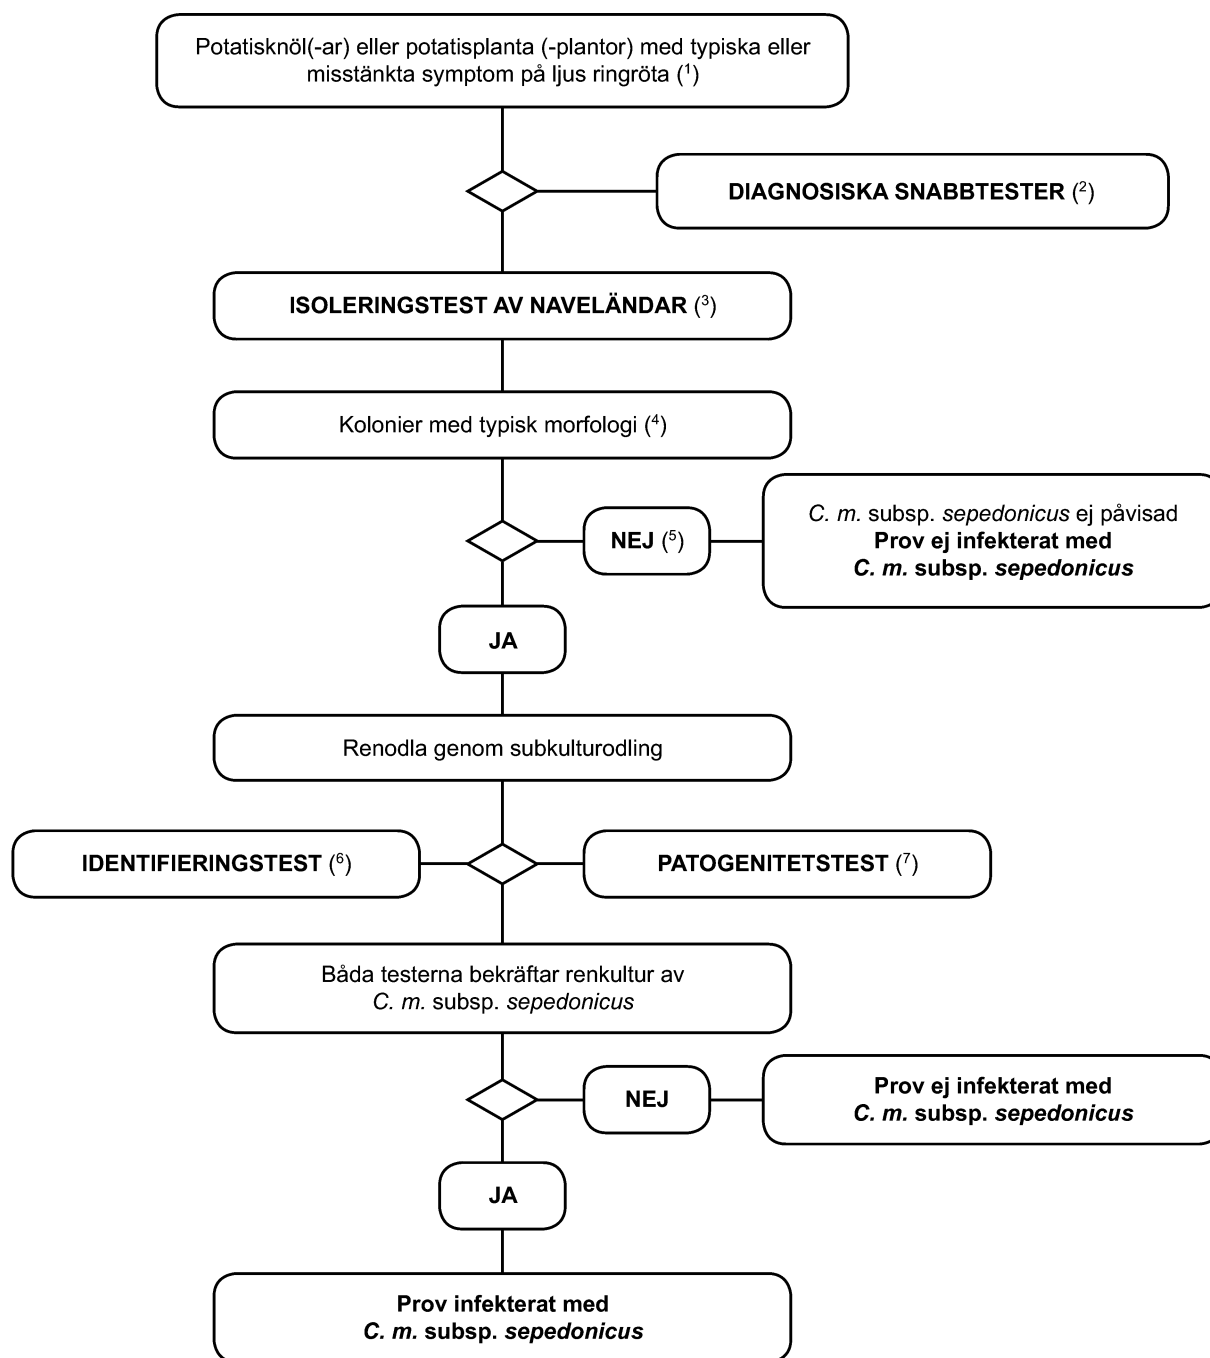 Potatisknöl(-ar) eller potatisplanta (-plantor) med typiska eller
misstänkta symptom på ljus ringröta (¹)
DIAGNOSISKA SNABBTESTER (²)
ISOLERINGSTEST AV NAVELÄNDAR (³)
Kolonier med typisk morfologi (⁴)
NEJ (⁵)
C. m. subsp. sepedonicus ej påvisad
Prov ej infekterat med
C. m. subsp. sepedonicus
JA
Renodla genom subkulturodling
IDENTIFIERINGSTEST (⁶)
PATOGENITETSTEST (⁷)
Båda testerna bekräftar renkultur av
C. m. subsp. sepedonicus
NEJ
Prov ej infekterat med
C. m. subsp. sepedonicus
JA
Prov infekterat med
C. m. subsp. sepedonicus